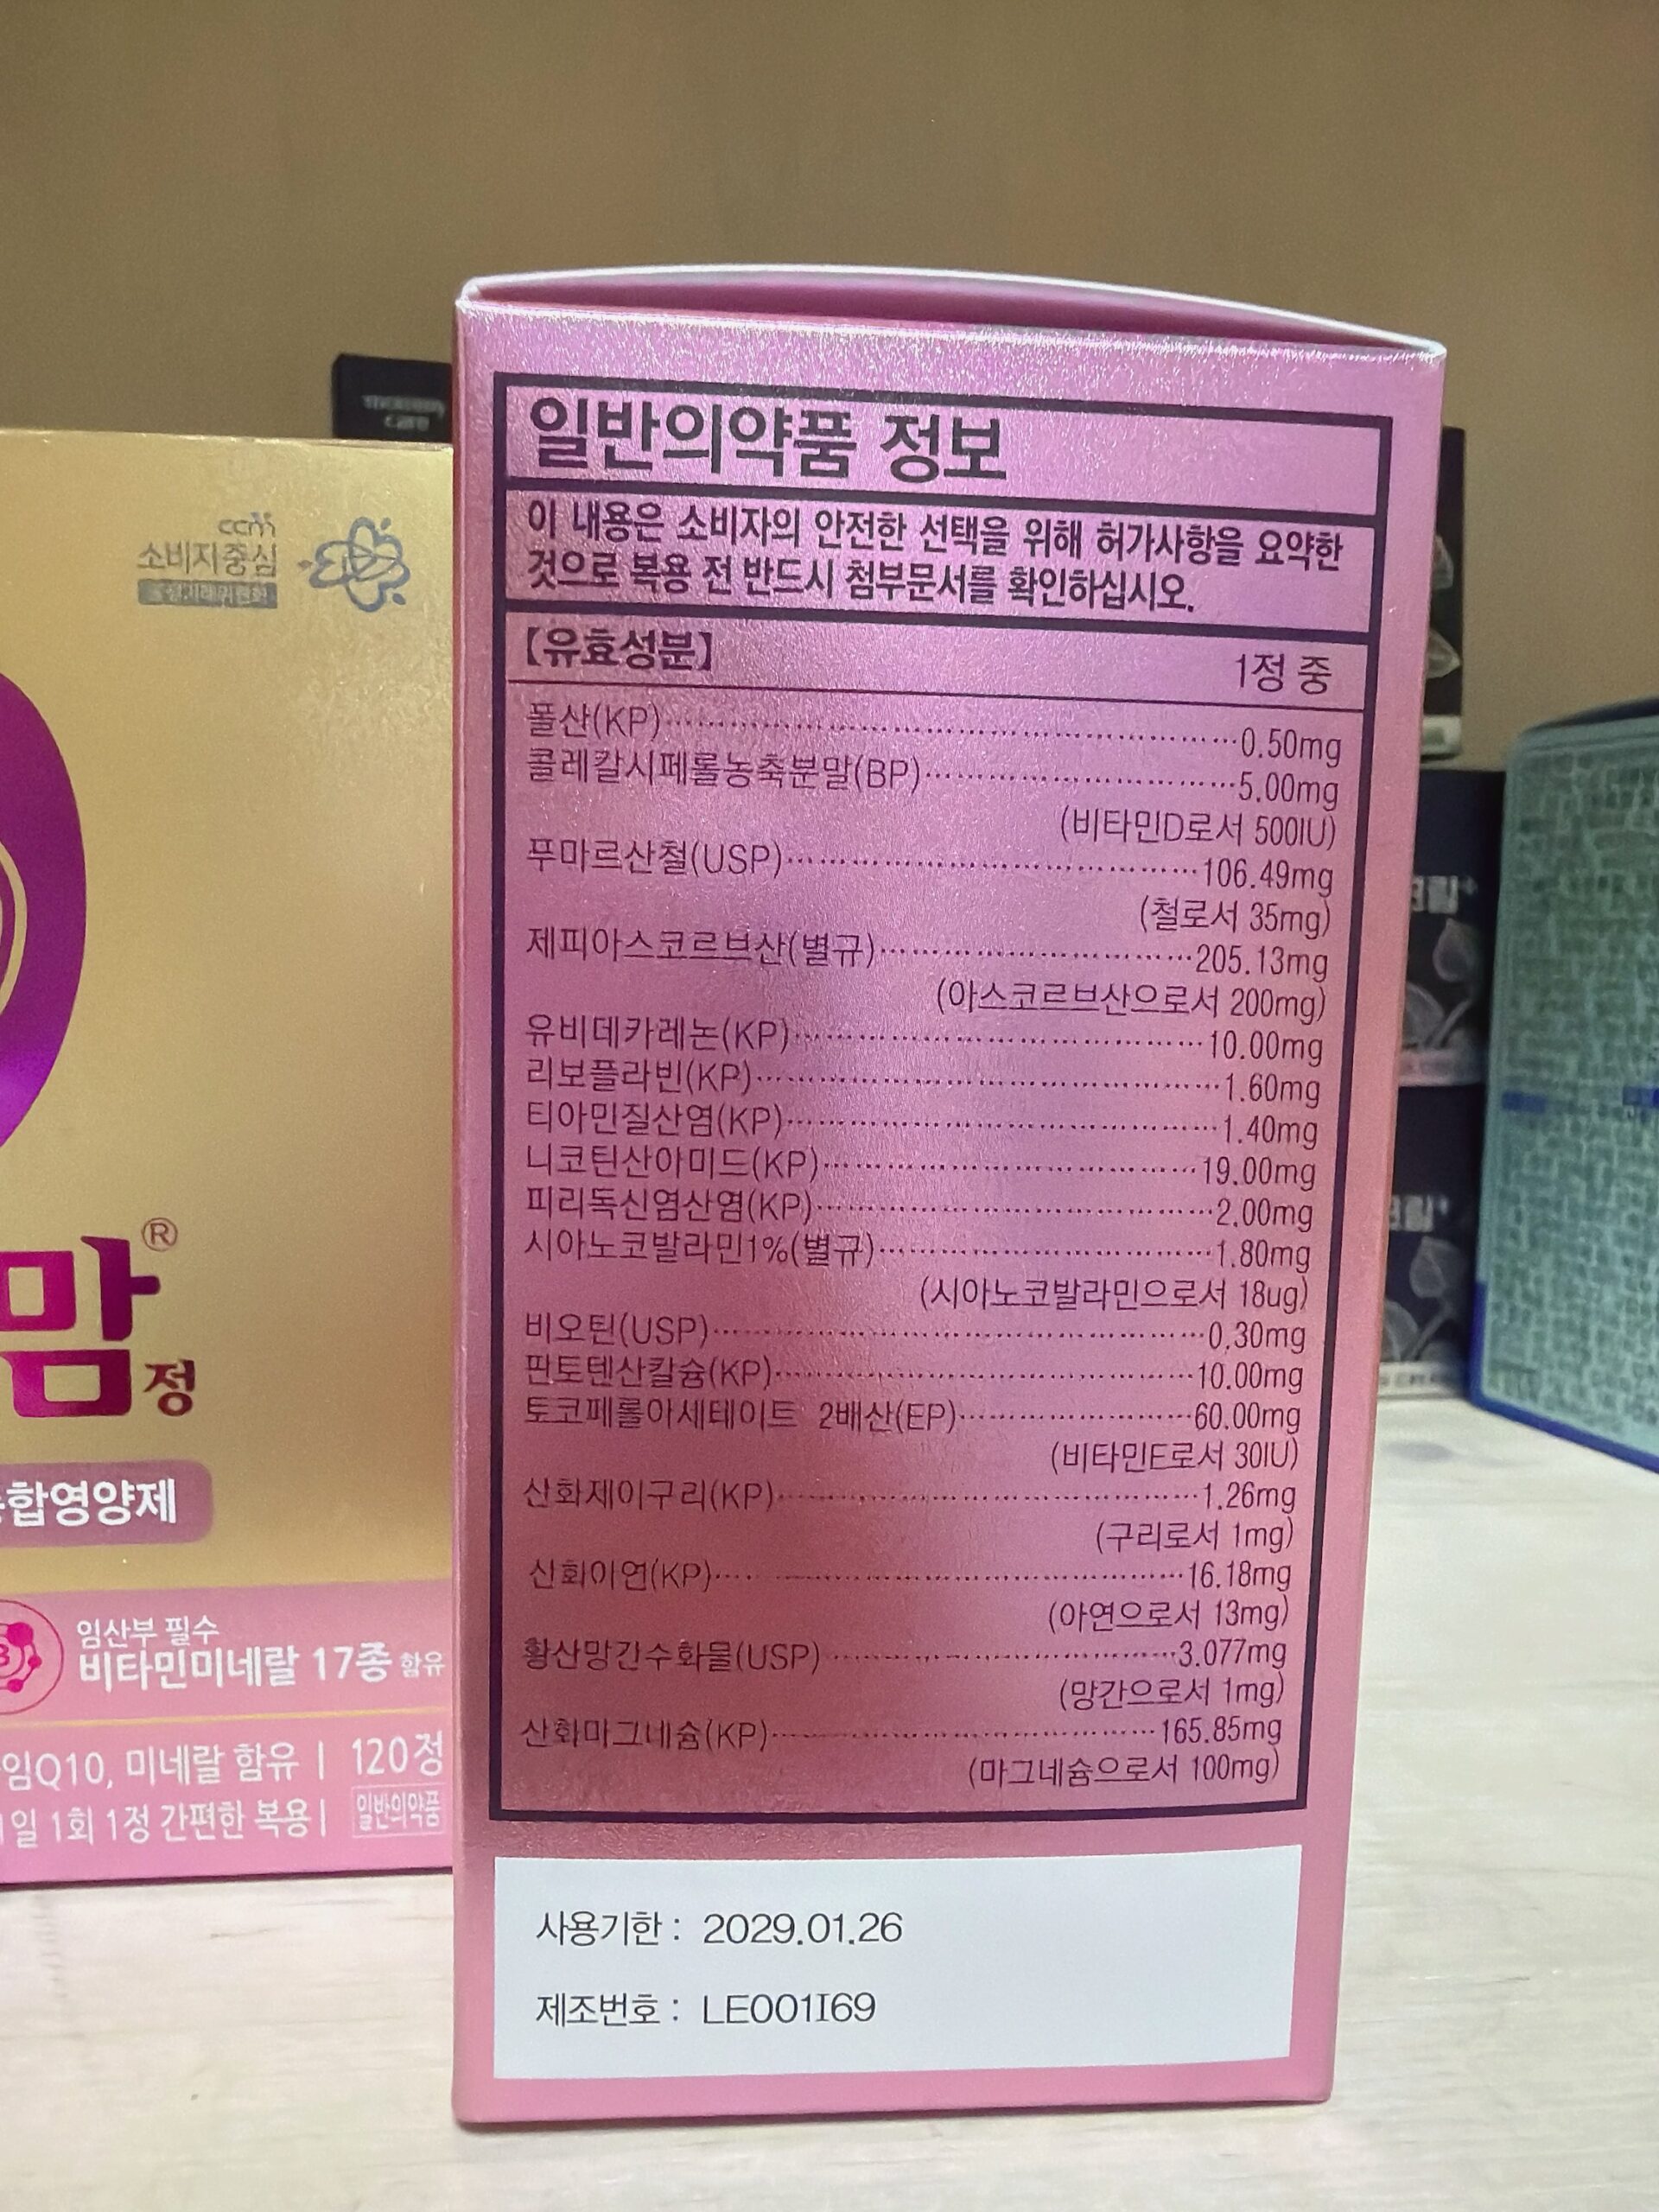 일반의약품 정보
이 내용은 소비자의 안전한 선택을 위해 허가사항을 요약한
것으로 복용 전 반드시 첨부문서를 확인하십시오.
【유효성분】 1정 중
폴산(KP)……0.50mg
콜레칼시페롤농축분말(BP)……5.00mg
(비타민D로서 500IU)
푸마르산철(USP)……106.49mg
(철로서 35mg)
제피아스코르브산(별규)……205.13mg
(아스코르브산으로서 200mg)
유비데카레논(KP)……10.00mg
리보플라빈(KP)……1.60mg
티아민질산염(KP)……1.40mg
니코틴산아미드(KP)……19.00mg
피리독신염산염(KP)……2.00mg
시아노코발라민1%(별규)……1.80mg
(시아노코발라민으로서 18ug)
비오틴(USP)……0.30mg
판토텐산칼슘(KP)……10.00mg
토코페롤아세테이트 2배산(EP)……60.00mg
(비타민E로서 30IU)
산화제이구리(KP)……1.26mg
(구리로서 1mg)
산화아연(KP)……16.18mg
(아연으로서 13mg)
황산망간수화물(USP)……3.077mg
(망간으로서 1mg)
산화마그네슘(KP)……165.85mg
(마그네슘으로서 100mg)
사용기한 : 2029.01.26
제조번호 : LE001I69
ccm
소비자중심
맘®
정
합영양제
임산부 필수
비타민미네랄 17종 함유
임Q10, 미네랄 함유 | 120정
1일 1회 1정 간편한 복용 | 일반의약품